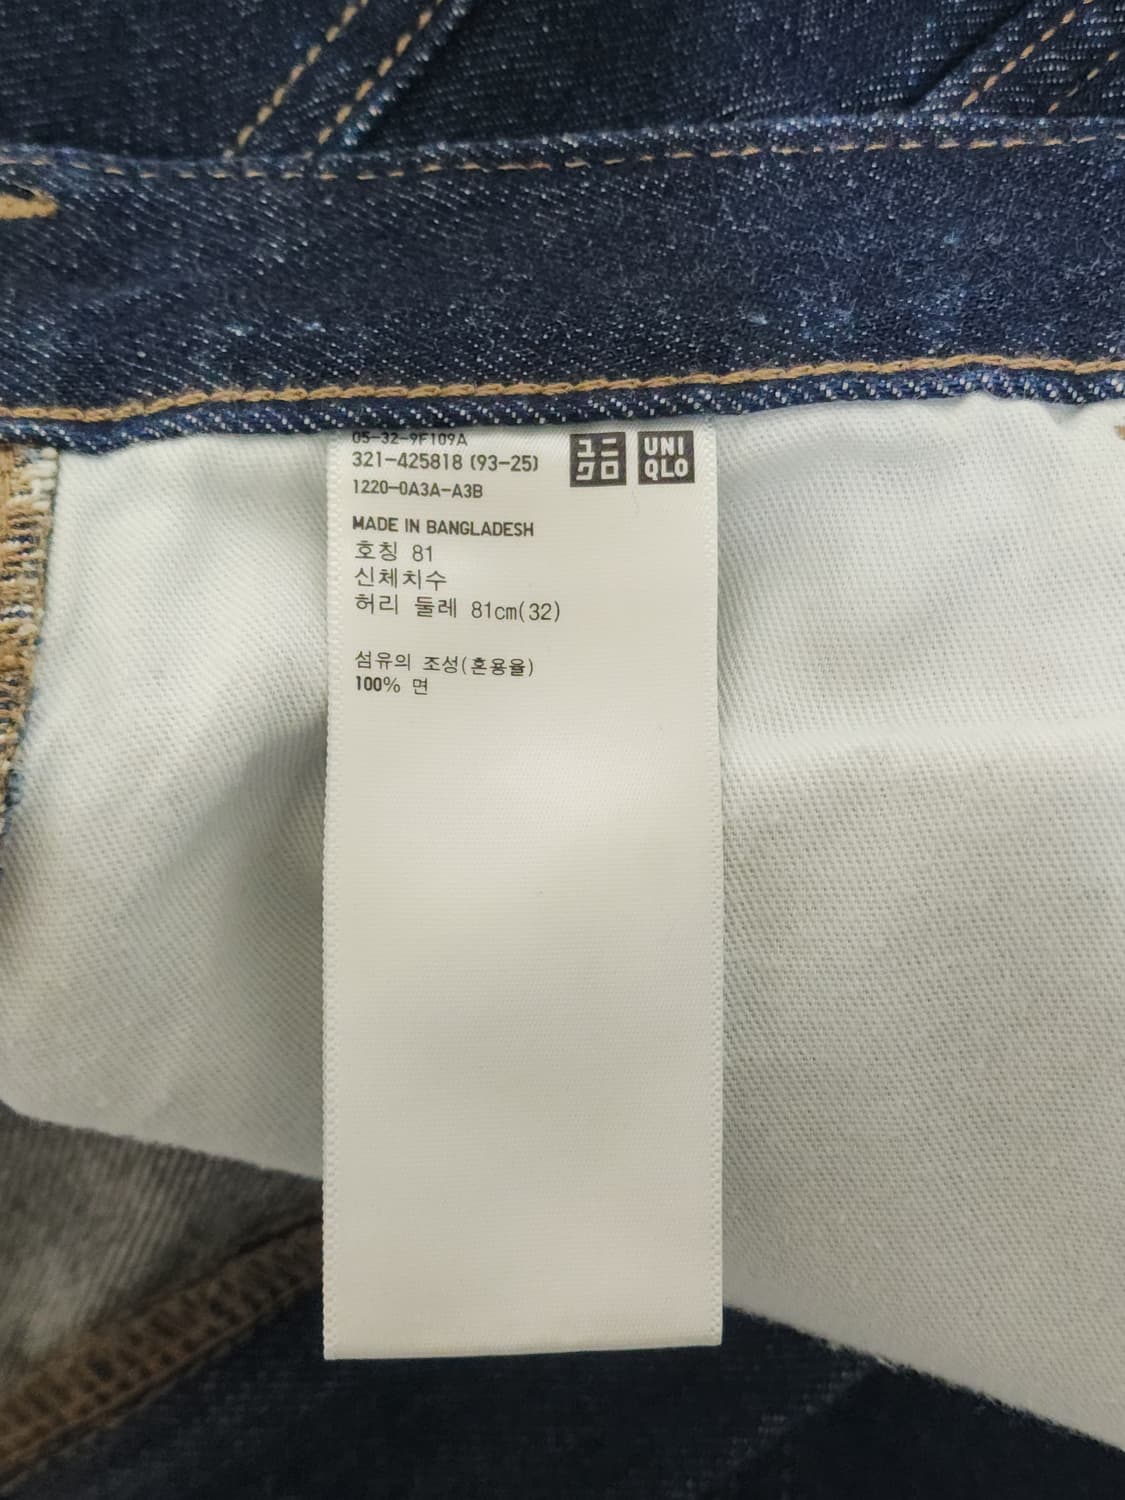 05-32-9F109A
321-425818 (93-25)
1220-0A3A-A3B
ユニ
クロ
UNI
QLO
MADE IN BANGLADESH
호칭 81
신체치수
허리 둘레 81cm(32)
섬유의 조성(혼용율)
100% 면